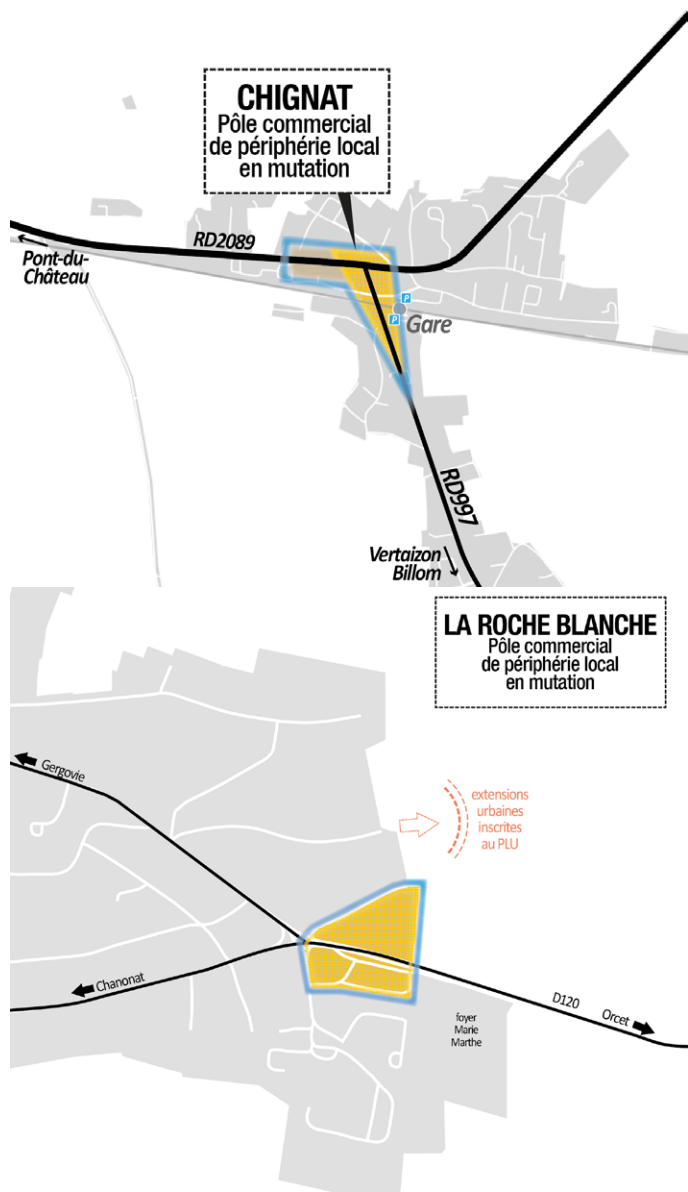 CHIGNAT
Pôle commercial
de périphérie local
en mutation
RD2089
Pont-du-
Château
P
P
Gare
RD997
Vertaizon
Billom
LA ROCHE BLANCHE
Pôle commercial
de périphérie local
en mutation
Gergovie
extensions
urbaines
inscrites
au PLU
Chanonat
D120
Orcet
foyer
Marie
Marthe